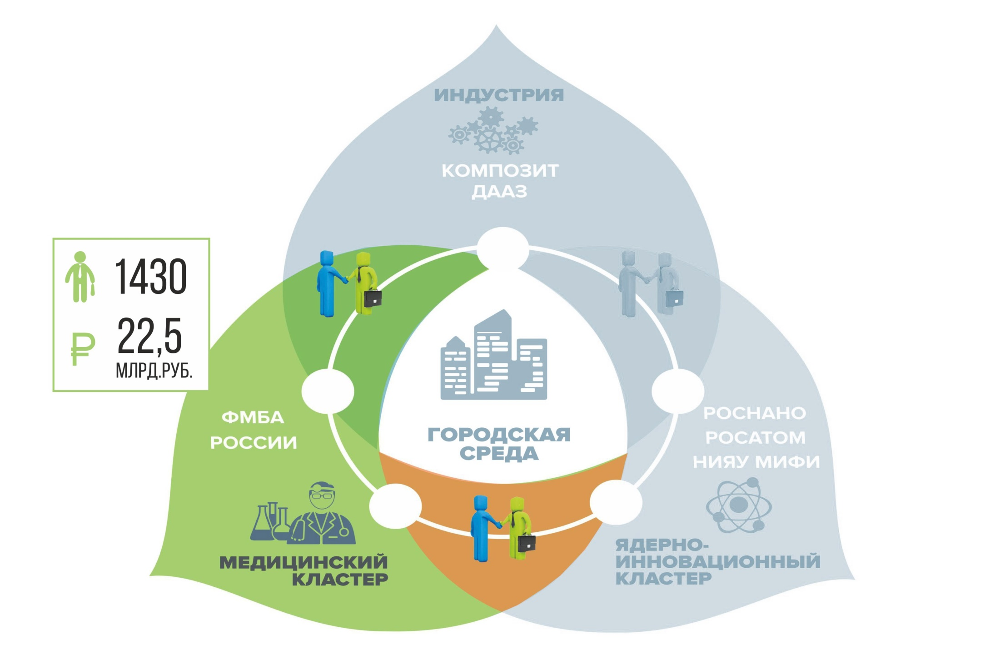 ИНДУСТРИЯ
КОМПОЗИТ
ДААЗ
1430
22,5
МЛРД.РУБ.
ФМБА
РОССИИ
МЕДИЦИНСКИЙ
КЛАСТЕР
ГОРОДСКАЯ
СРЕДА
РОСНАНО
РОСАТОМ
НИЯУ МИФИ
ЯДЕРНО-
ИННОВАЦИОННЫЙ
КЛАСТЕР